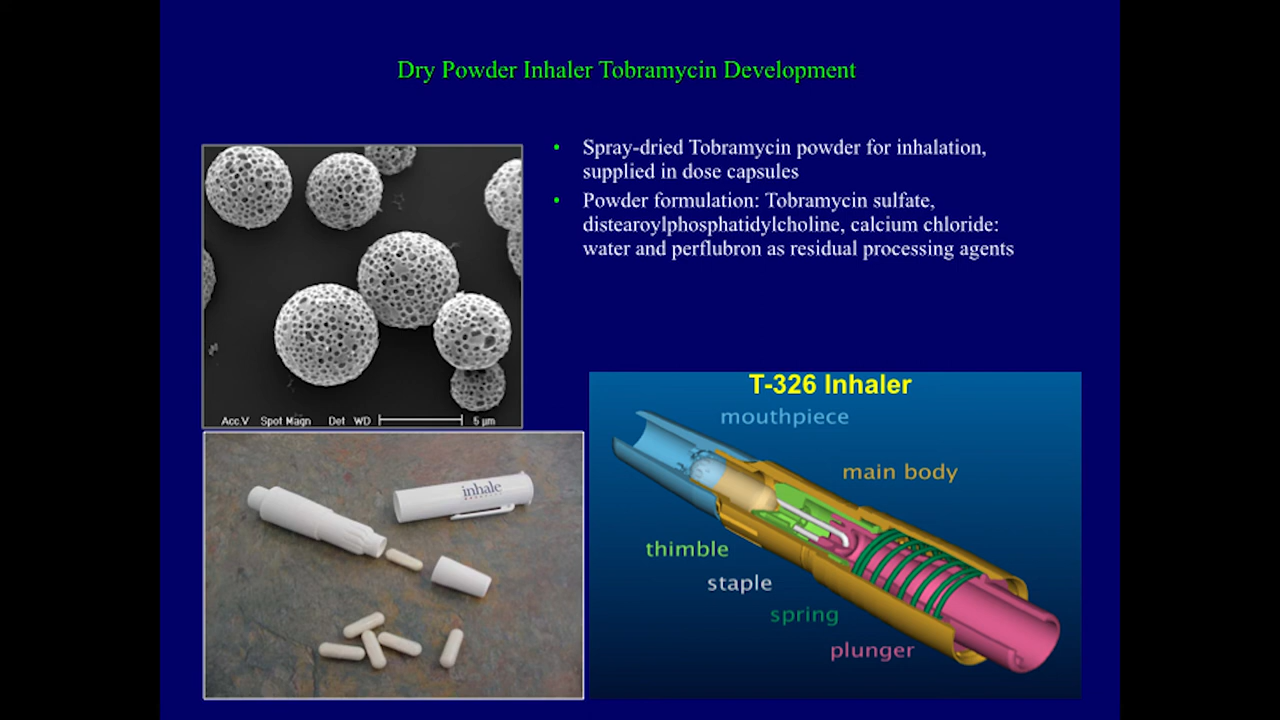 Dry Powder Inhaler Tobramycin Development
• Spray-dried Tobramycin powder for inhalation,
supplied in dose capsules
• Powder formulation: Tobramycin sulfate,
distearoylphosphatidylcholine, calcium chloride:
water and perflubron as residual processing agents
Acc.V Spot Magn Det WD 5 µm
inhale
T-326 Inhaler
mouthpiece
main body
thimble
staple
spring
plunger